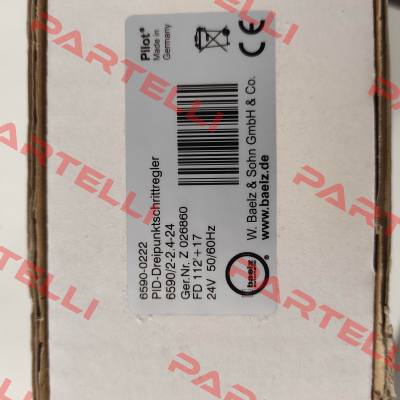 6590-0222
PID-Dreipunktschrittregler
6590/2-2.4-24
Ger.Nr. Z 026860
FD 112°+17
24V 50/60Hz
Pilot®
Made in
Germany
baelz
W. Baelz & Sohn GmbH & Co.
www.baelz.de
CE
PARTELLI
PARTELLI
PARTELLI
PARTELLI
PARTELLI